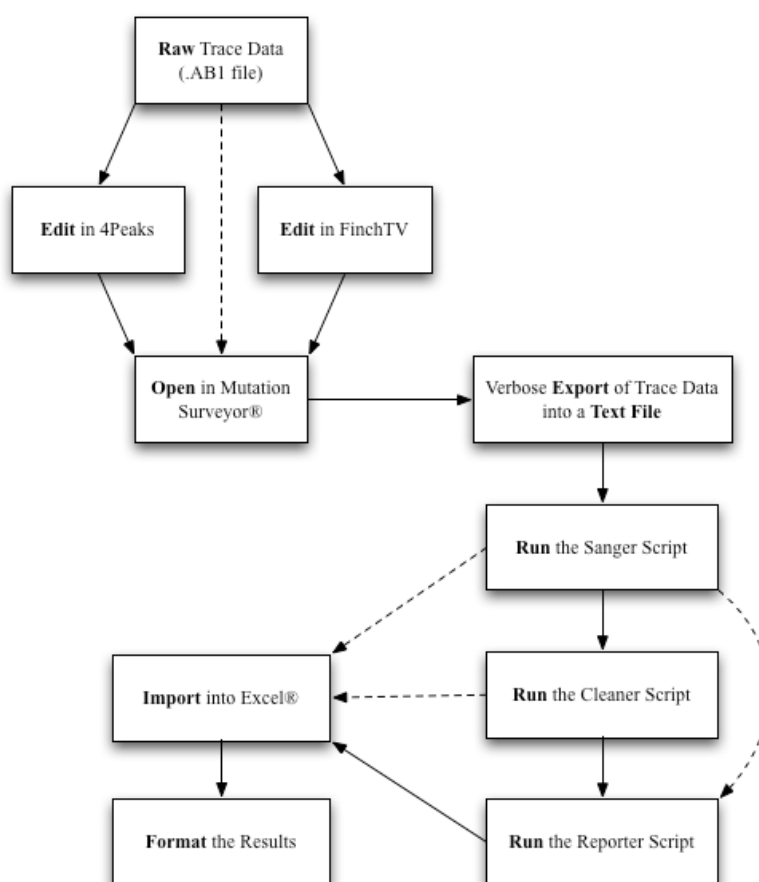 Raw Trace Data
(.AB1 file)
Edit in 4Peaks
Edit in FinchTV
Open in Mutation
Surveyor®
Verbose Export of Trace Data
into a Text File
Run the Sanger Script
Import into Excel®
Run the Cleaner Script
Format the Results
Run the Reporter Script